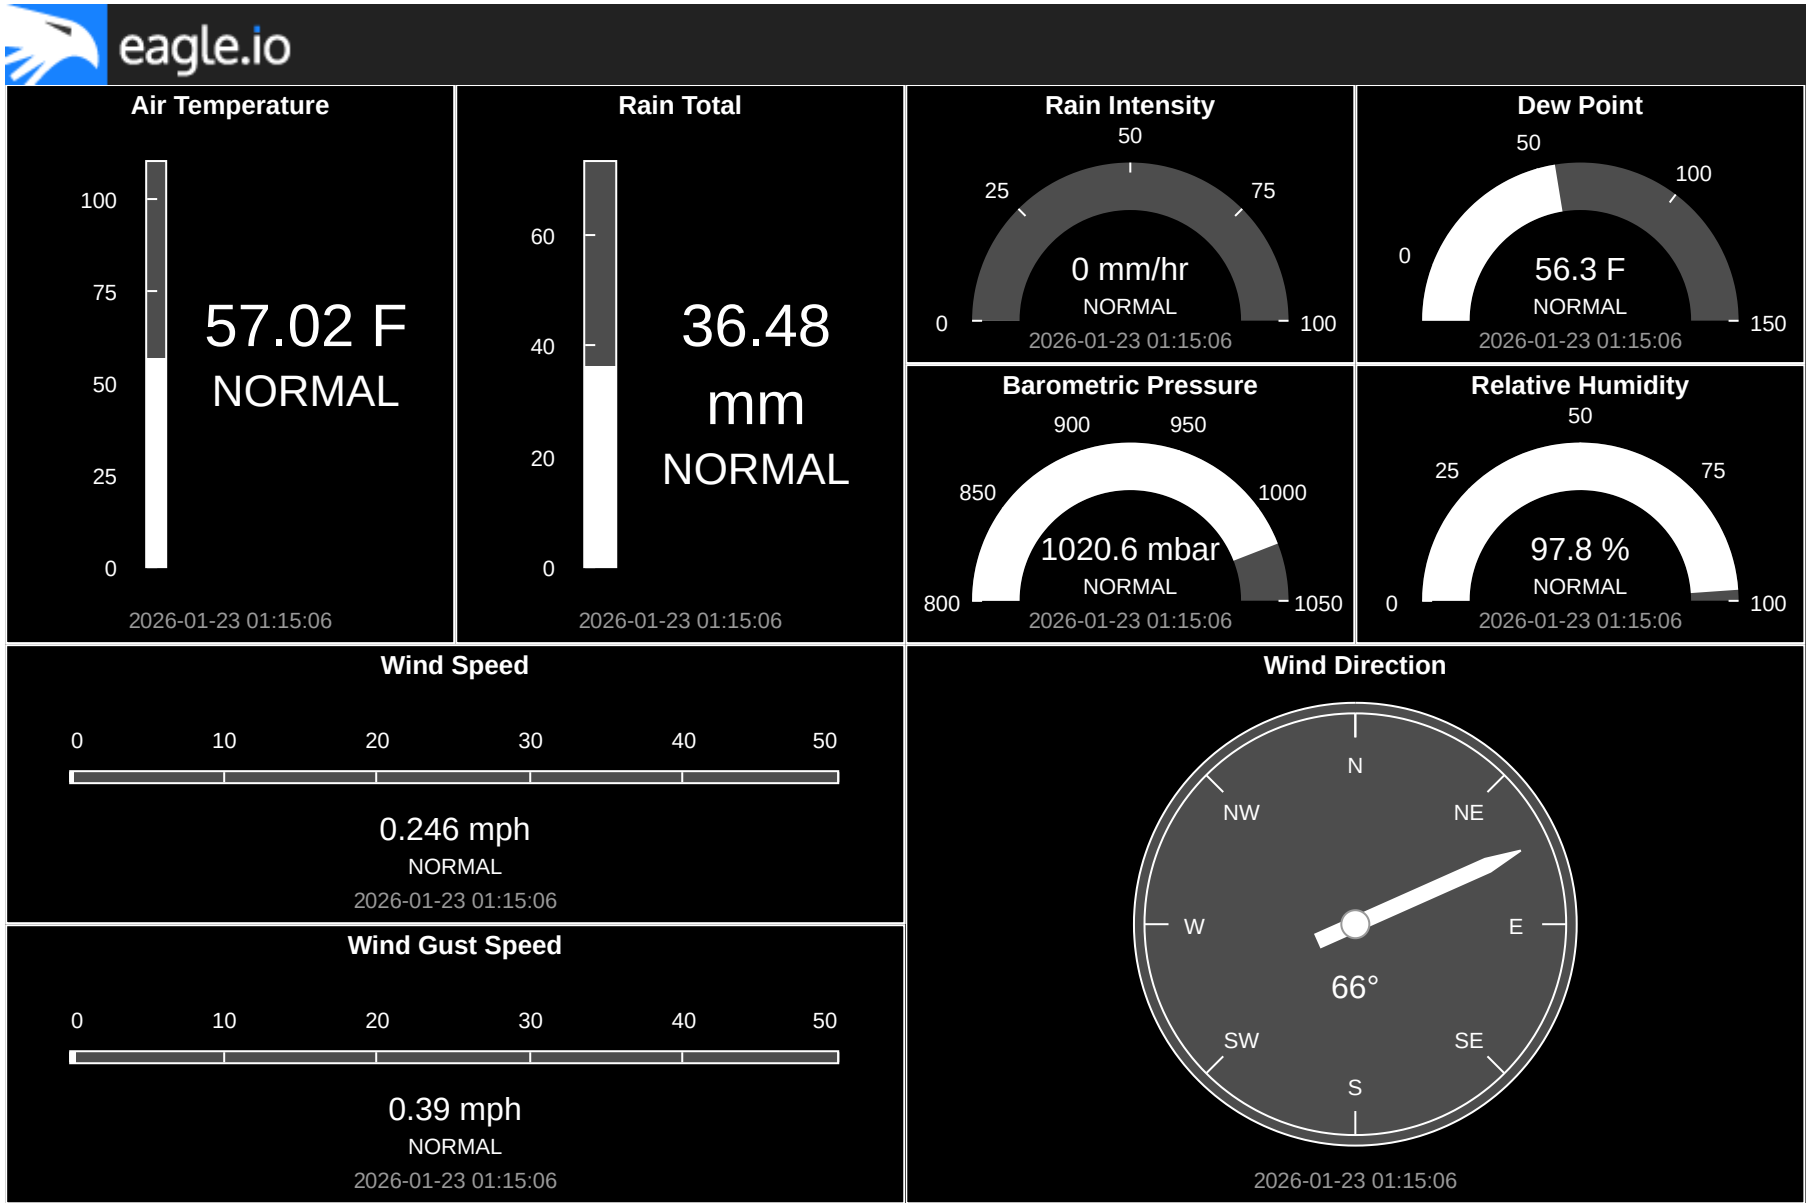 eagle.io
Air Temperature
100
75
50
25
0
57.02 F
NORMAL
2026-01-23 01:15:06
Rain Total
60
40
20
0
36.48
mm
NORMAL
2026-01-23 01:15:06
Rain Intensity
0
25
50
75
100
0 mm/hr
NORMAL
2026-01-23 01:15:06
Dew Point
0
50
100
150
56.3 F
NORMAL
2026-01-23 01:15:06
Barometric Pressure
800
850
900
950
1000
1050
1020.6 mbar
NORMAL
2026-01-23 01:15:06
Relative Humidity
0
25
50
75
100
97.8 %
NORMAL
2026-01-23 01:15:06
Wind Speed
0 10 20 30 40 50
0.246 mph
NORMAL
2026-01-23 01:15:06
Wind Gust Speed
0 10 20 30 40 50
0.39 mph
NORMAL
2026-01-23 01:15:06
Wind Direction
N
NW NE
W E
66°
SW SE
S
2026-01-23 01:15:06